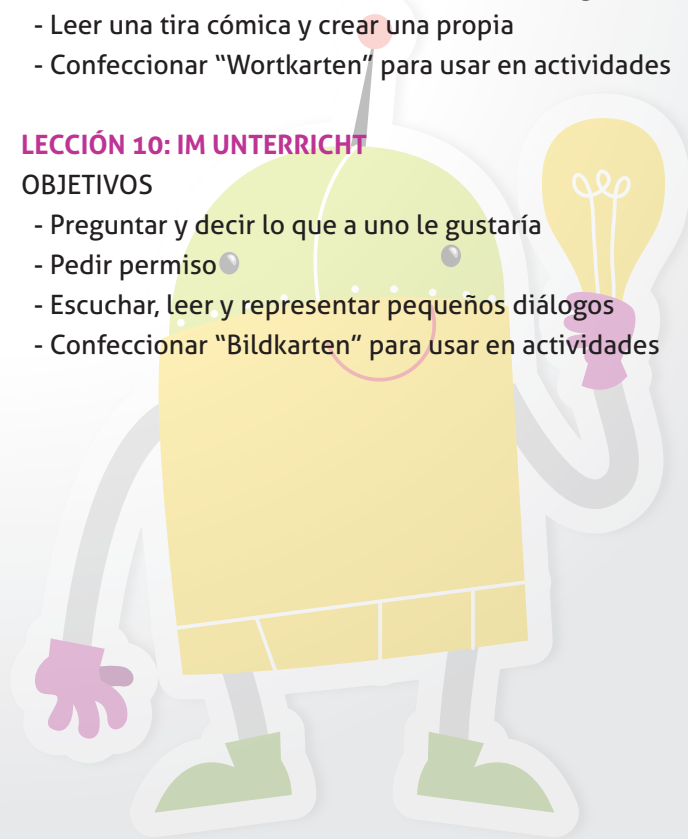 - Leer una tira cómica y crear una propia
- Confeccionar “Wortkarten” para usar en actividades
LECCIÓN 10: IM UNTERRICHT
OBJETIVOS
- Preguntar y decir lo que a uno le gustaría
- Pedir permiso
- Escuchar, leer y representar pequeños diálogos
- Confeccionar “Bildkarten” para usar en actividades